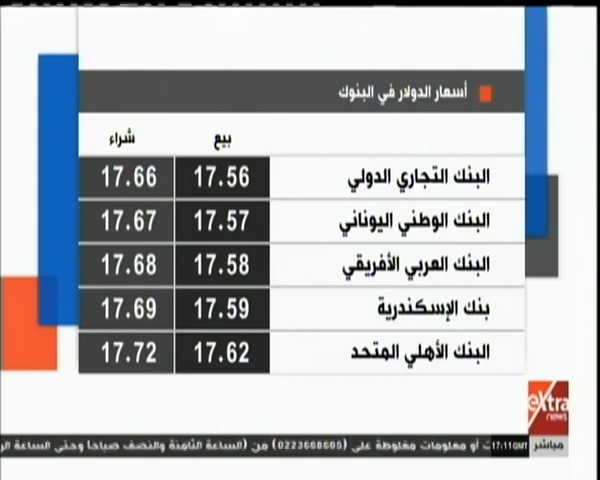 أسعار الدولار في البنوك
بيع شراء
البنك التجاري الدولي 17.56 17.66
البنك الوطني اليوناني 17.57 17.67
البنك العربي الأفريقي 17.58 17.68
بنك الإسكندرية 17.59 17.69
البنك الأهلي المتحد 17.62 17.72
eXtra
news
مباشر
17:11GMT أو معلومات مغلوطة على (0223668605) من (الساعة الثامنة والنصف صباحا وحتى الساعة